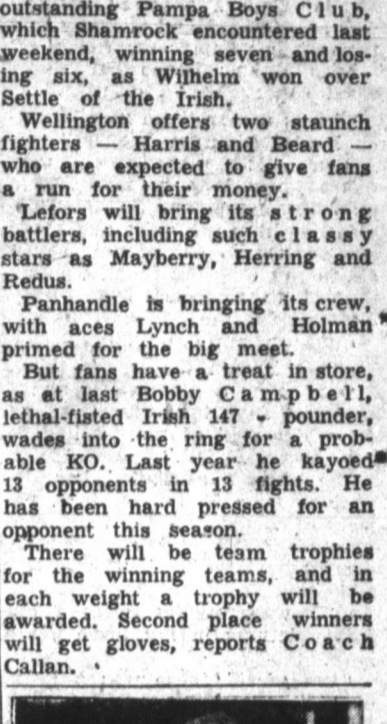 outstanding Pampa Boys Club,
which Shamrock encountered last
weekend, winning seven and los-
ing six, as Wilhelm won over
Settle of the Irish.
Wellington offers two staunch
fighters — Harris and Beard —
who are expected to give fans
a run for their money.
Lefors will bring its strong
battlers, including such classy
stars as Mayberry, Herring and
Redus.
Panhandle is bringing its crew,
with aces Lynch and Holman
primed for the big meet.
But fans have a treat in store,
as at last Bobby Campbell,
lethal-fisted Irish 147 - pounder,
wades into the ring for a prob-
able KO. Last year he kayoed
13 opponents in 13 fights. He
has been hard pressed for an
opponent this season.
There will be team trophies
for the winning teams, and in
each weight a trophy will be
awarded. Second place winners
will get gloves, reports Coach
Callan.